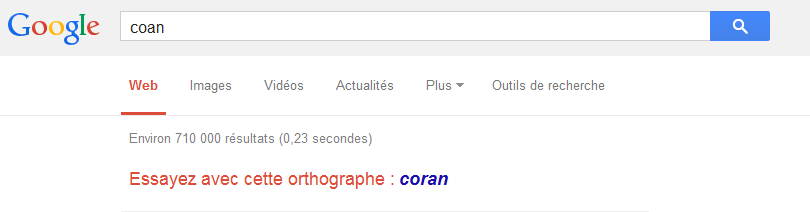 Google coan
Web Images Vidéos Actualités Plus Outils de recherche
Environ 710 000 résultats (0,23 secondes)
Essayez avec cette orthographe : coran